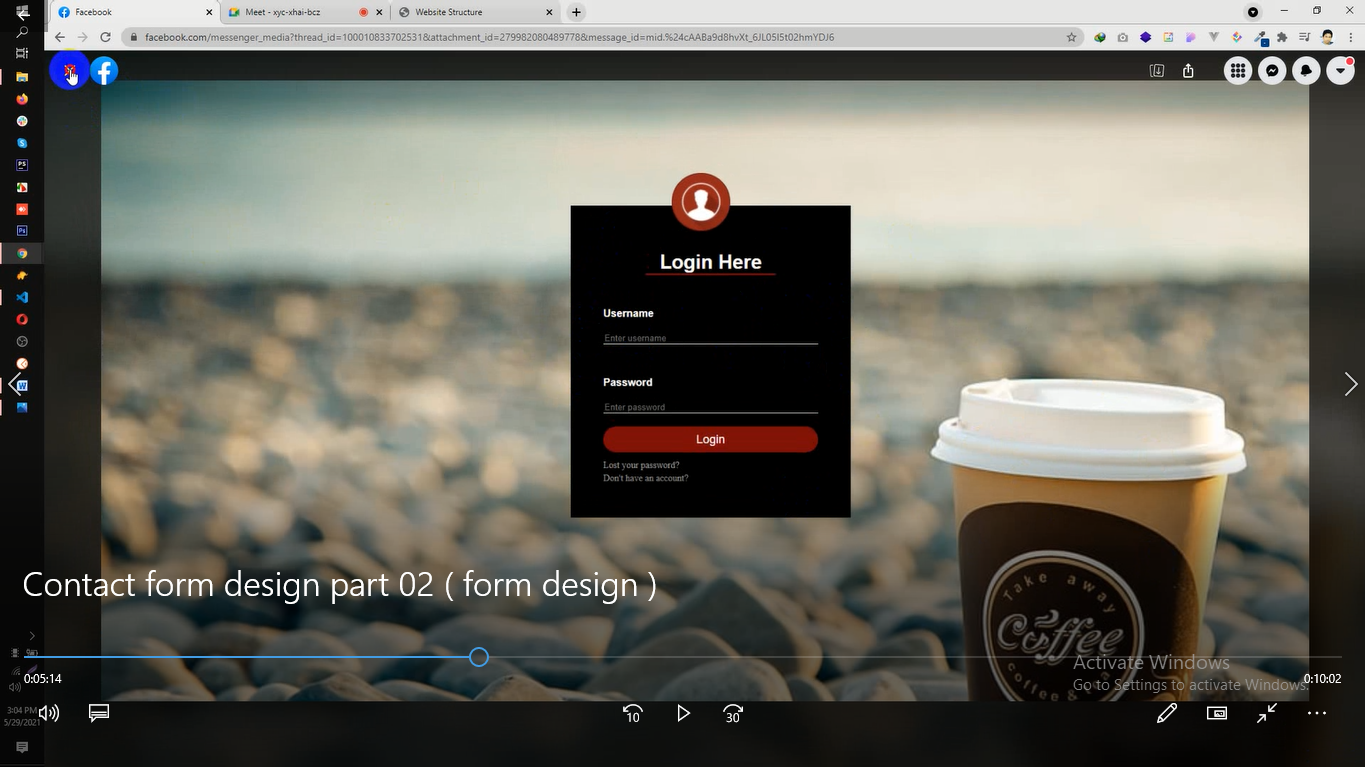 Facebook
Meet - xyc-xhai-bcz
Website Structure
facebook.com/messenger_media?thread_id=100010833702531&attachment_id=279982080489778&message_id=mid.%24cAABa9d8hvXt_6JL05I5t02hmYDJ6
Login Here
Username
Enter username
Password
Enter password
Login
Lost your password?
Don't have an account?
Take away
Coffee
Contact form design part 02 ( form design )
0:05:14
0:10:02
Activate Windows
Go to Settings to activate Windows.
3:04 PM
5/29/2021
10
30